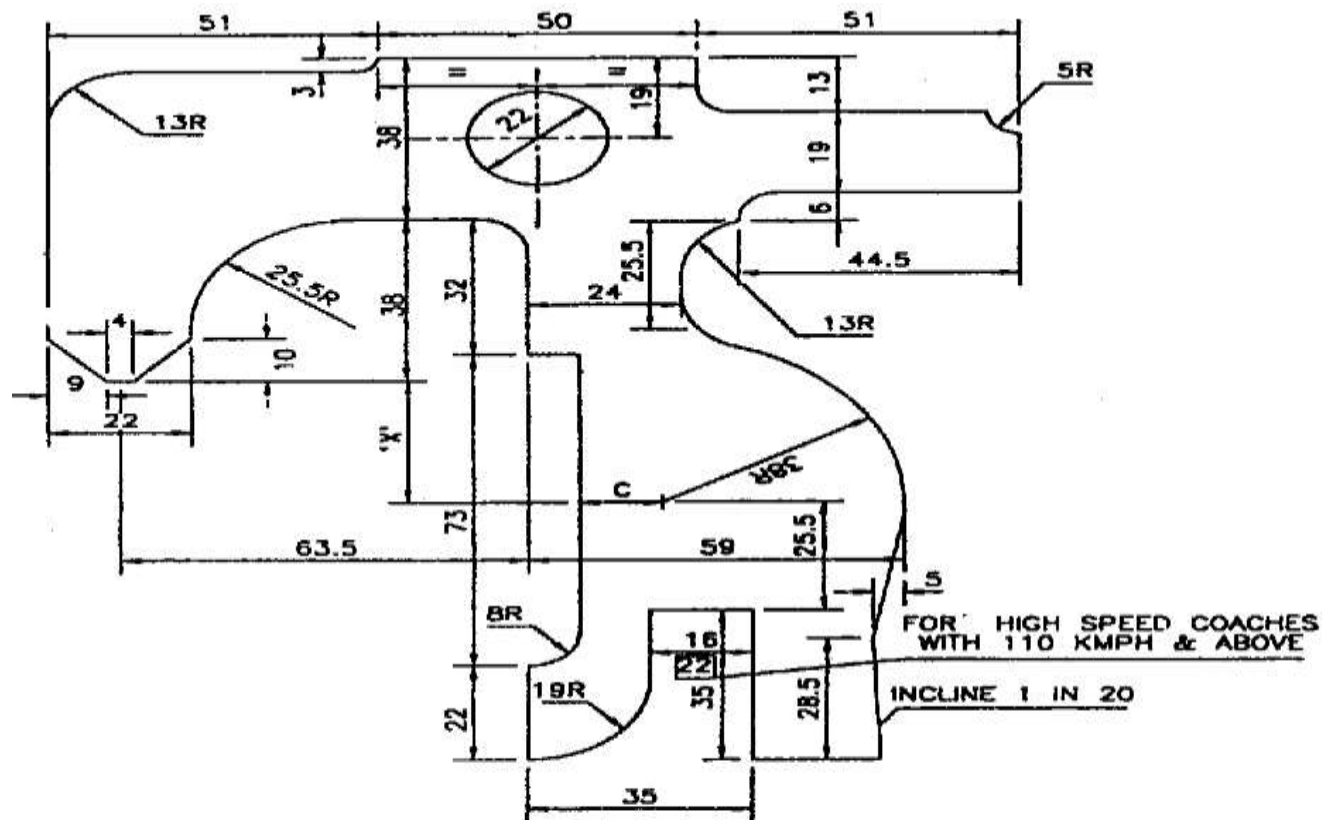 51
50
51
3
=
=
19
13
5R
13R
38
22
19
6
25.5R
32
25.5
24
44.5
13R
38
4
10
9
22
'X'
38R
C
73
63.5
59
25.5
5
8R
FOR HIGH SPEED COACHES
WITH 110 KMPH & ABOVE
16
22
19R
35
28.5
INCLINE 1 IN 20
22
35